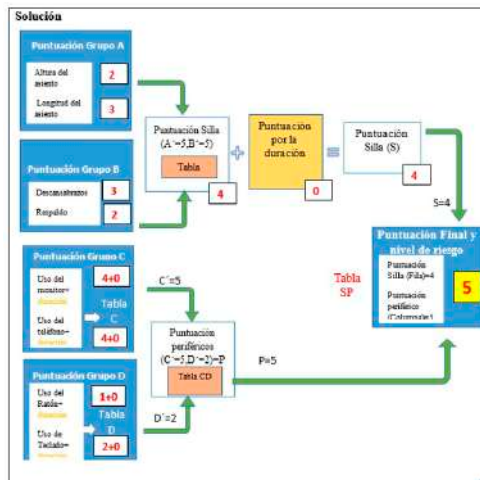 Solución
Puntuación Grupo A
Altura del
asiento
2
Longitud del
asiento
3
Puntuación Grupo B
Descansabrazos
3
Respaldo
2
Puntuación Silla
(A´=5,B´=5)
Tabla
4
Puntuación
por la
duración
0
Puntuación
Silla (S)
4
S=4
Puntuación Grupo C
Uso del
monitor+
duración
4+0
Tabla
C
Uso del
teléfono+
duración
4+0
C´=5
Puntuación Grupo D
Uso del
Ratón+
duración
1+0
Tabla
D
Uso de
Teclado+
duración
2+0
D´=2
Puntuación
periféricos
(C´=5,D´=2)=P
Tabla CD
P=5
Tabla
SP
Puntuación Final y
nivel de riesgo
Puntuación
Silla (Fila)=4
Puntuación
periférico
5